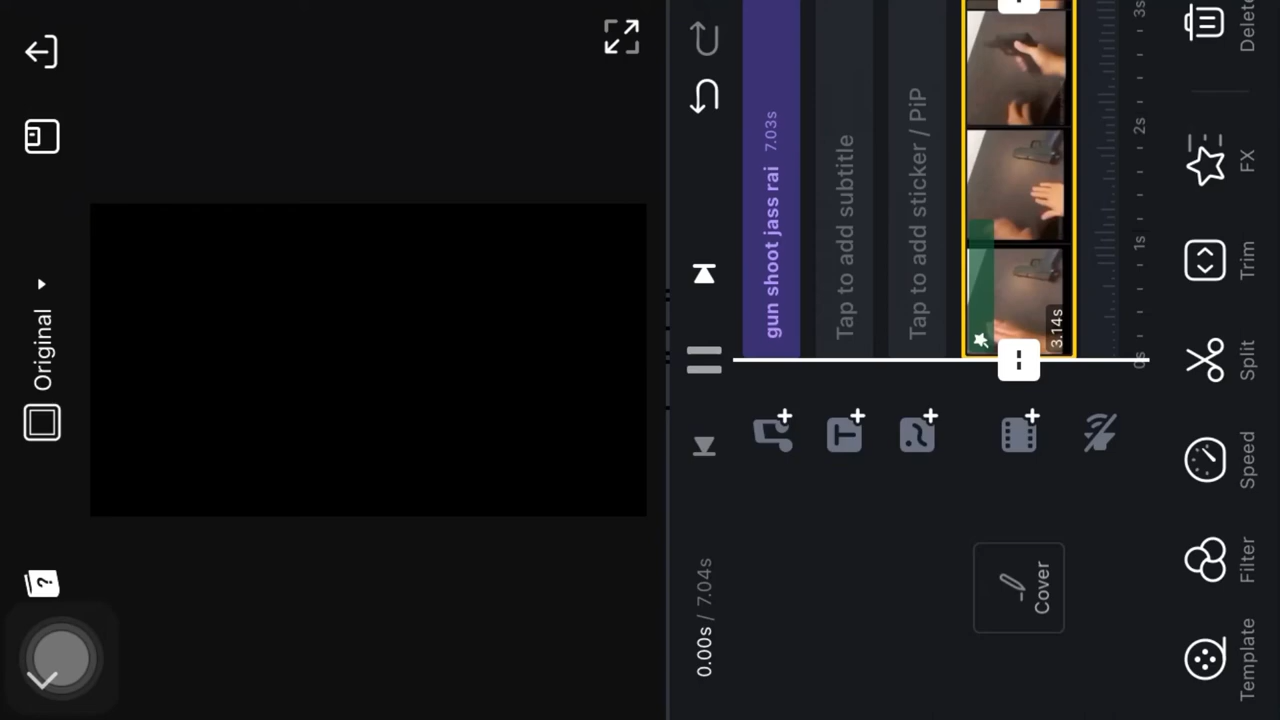 Original
?
0.00s / 7.04s
gun shoot jass rai 7.03s
Tap to add subtitle
Tap to add sticker / PiP
Cover
3.14s
0s
1s
2s
3s
Template
Filter
Speed
Split
Trim
FX
Delete